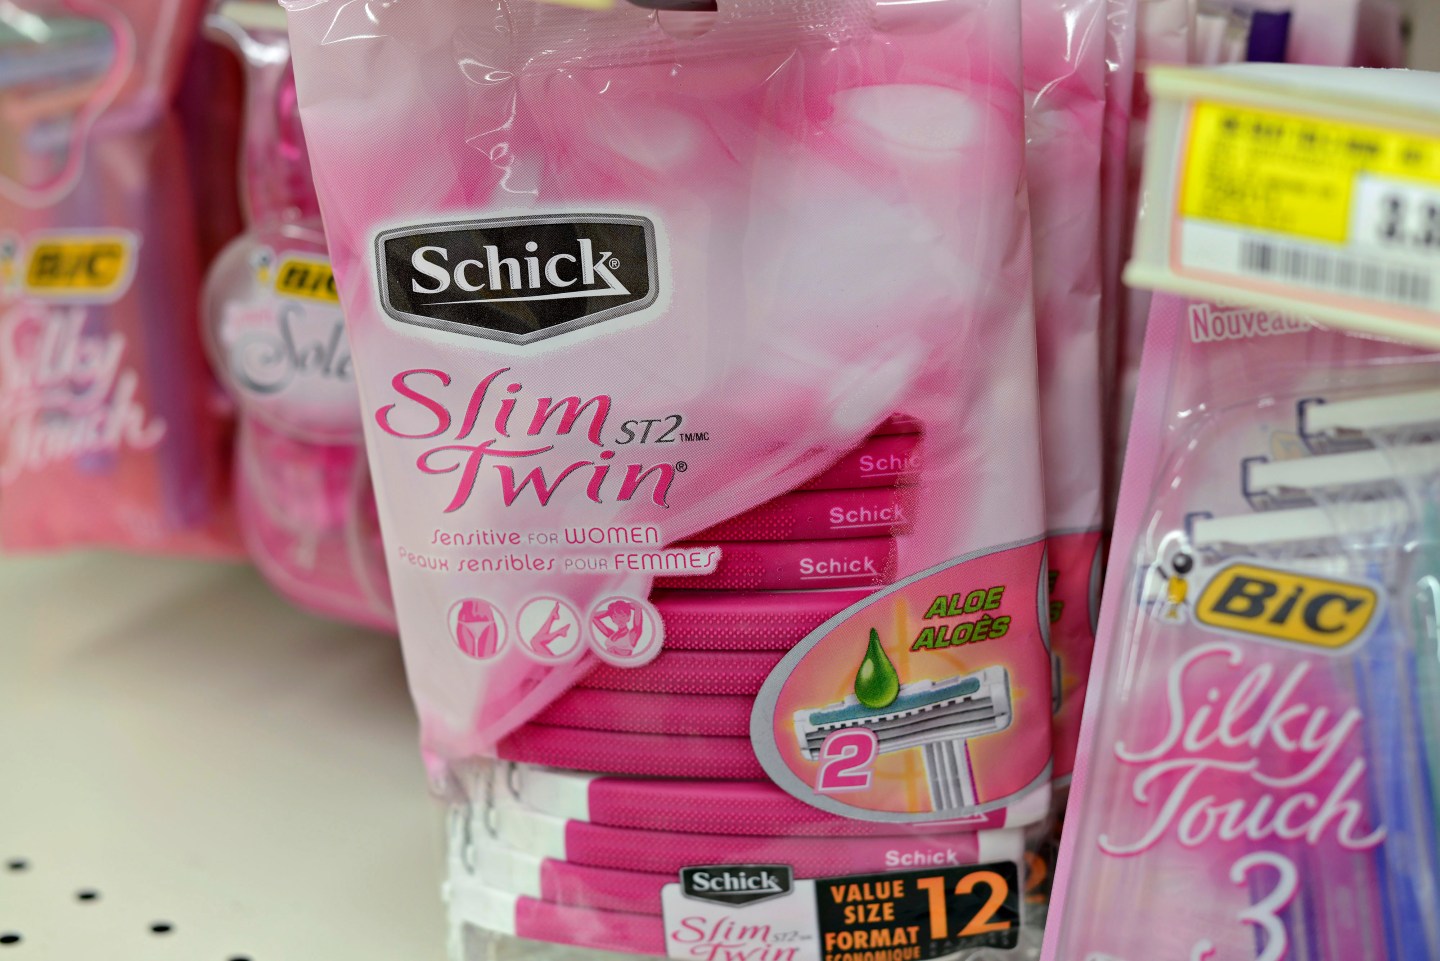 Schick®
Slim ST2 TM/MC
Twin®
Sensitive FOR WOMEN
Peaux sensibles POUR FEMMES
Schick
Schick
Schick
ALOE
ALOÈS
2
Schick
Schick
Slim ST2
Twin
VALUE
SIZE
FORMAT
ÉCONOMIQUE
12
BiC
Silky
Touch
BiC
Nouveau
BiC
Silky
Touch
3